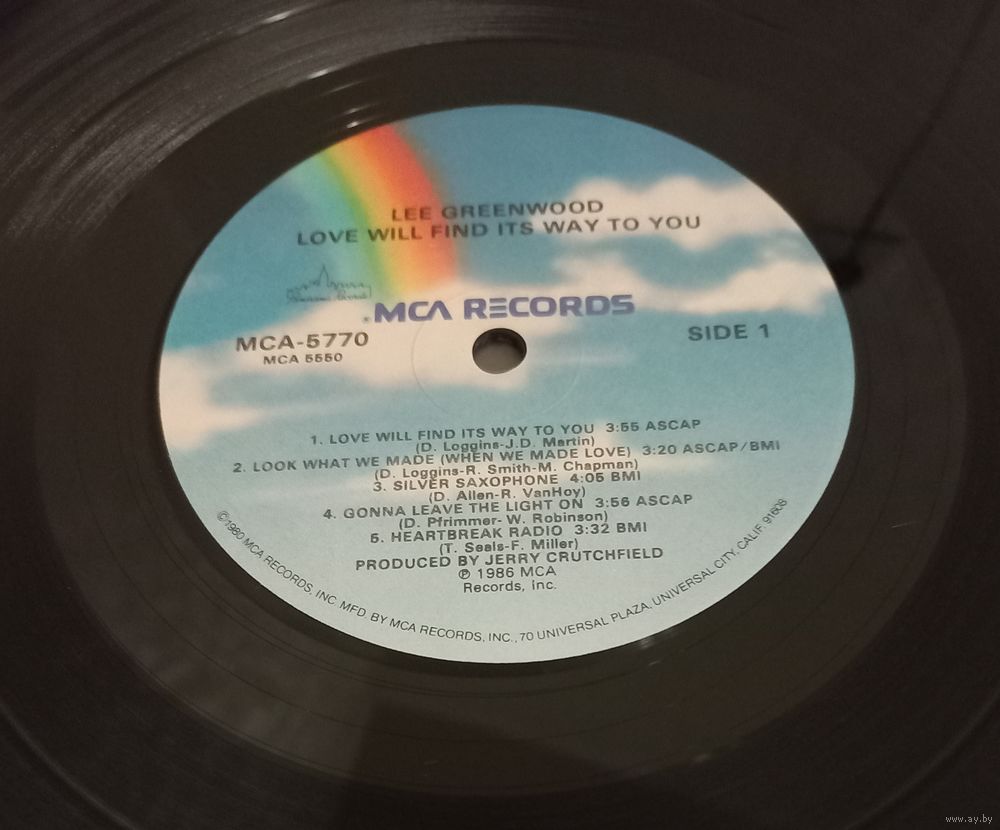 LEE GREENWOOD
LOVE WILL FIND ITS WAY TO YOU
MCA RECORDS
MCA-5770
MCA 5550
SIDE 1
1. LOVE WILL FIND ITS WAY TO YOU 3:55 ASCAP
(D. Loggins-J.D. Martin)
2. LOOK WHAT WE MADE (WHEN WE MADE LOVE) 3:20 ASCAP/BMI
(D. Loggins-R. Smith-M. Chapman)
3. SILVER SAXOPHONE 4:05 BMI
(D. Allen-R. VanHoy)
4. GONNA LEAVE THE LIGHT ON 3:56 ASCAP
(D. Pfrimmer- W. Robinson)
5. HEARTBREAK RADIO 3:32 BMI
(T. Seals-F. Miller)
PRODUCED BY JERRY CRUTCHFIELD
℗ 1986 MCA
Records, inc.
©1980 MCA RECORDS, INC. MFD. BY MCA RECORDS, INC., 70 UNIVERSAL PLAZA, UNIVERSAL CITY, CALIF. 91608
www.ay.by